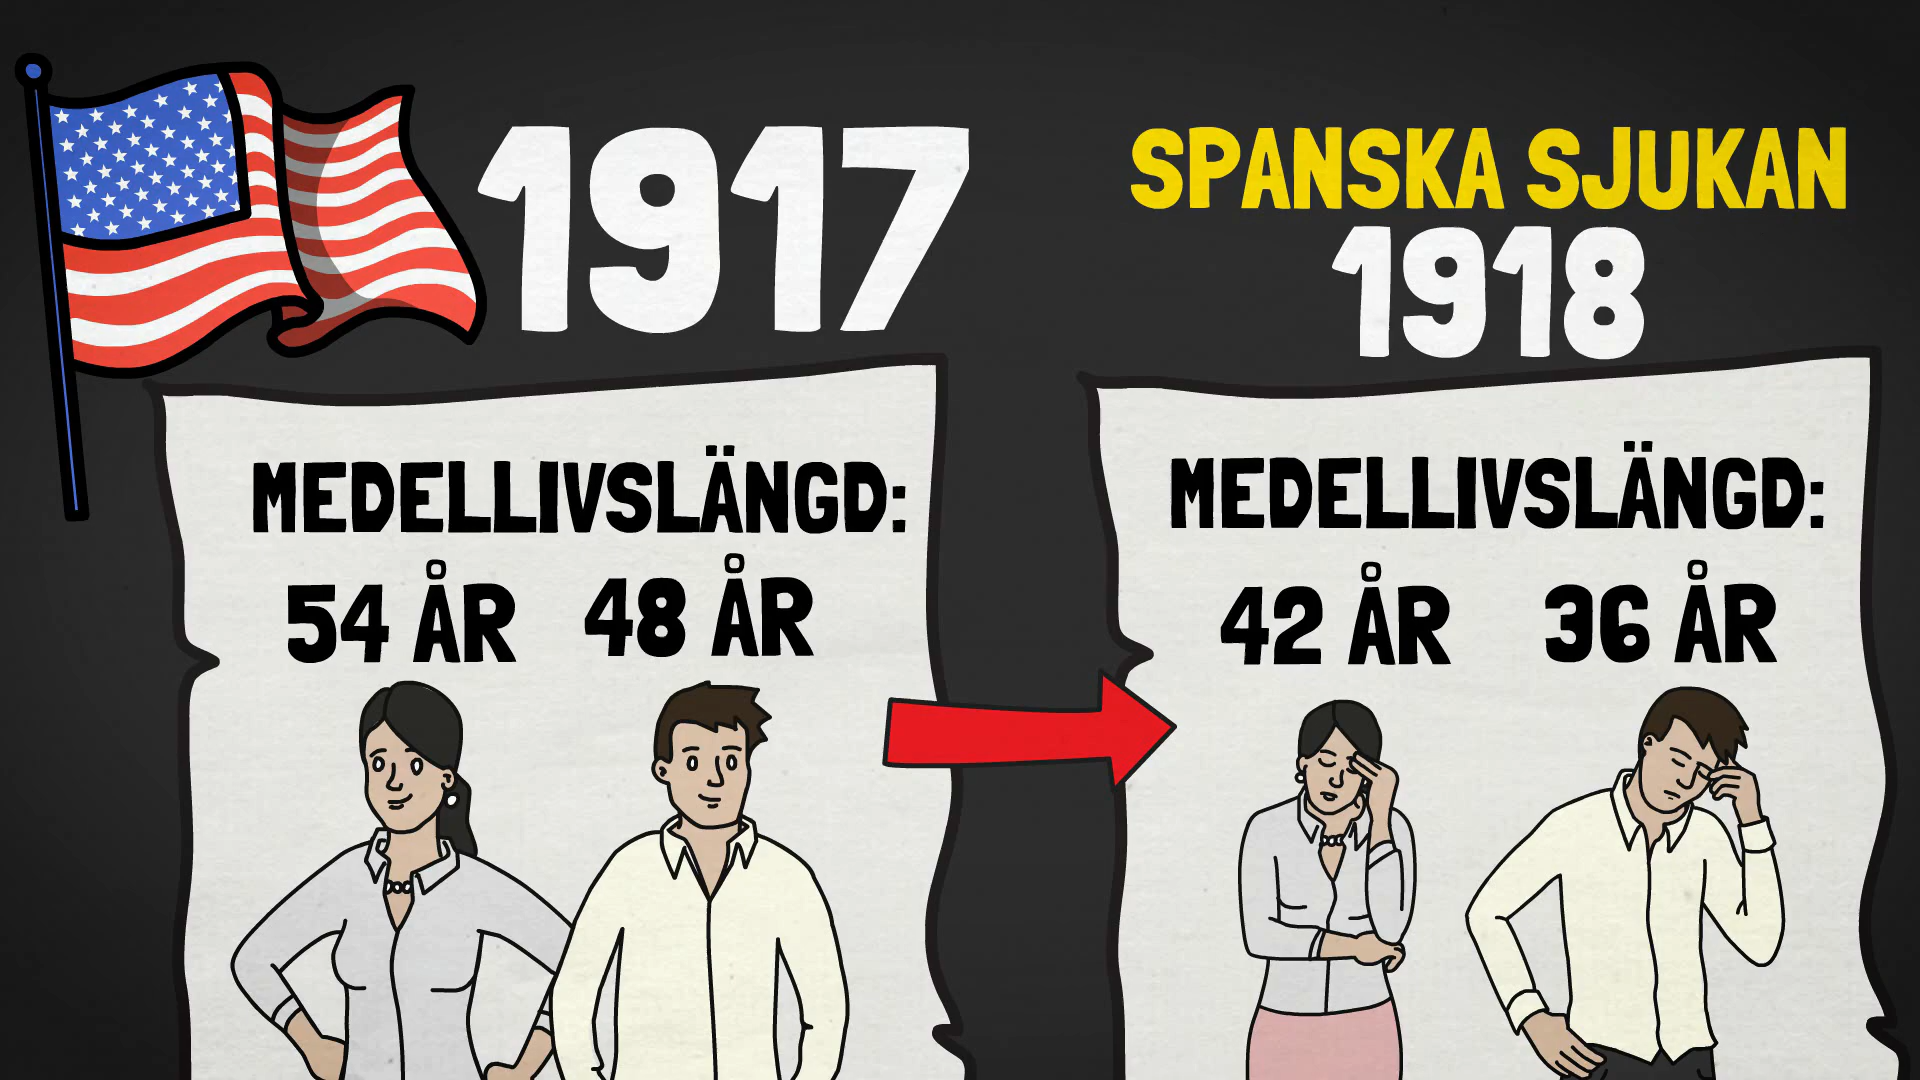 1917
MEDELLIVSLÄNGD:
54 ÅR 48 ÅR
SPANSKA SJUKAN
1918
MEDELLIVSLÄNGD:
42 ÅR 36 ÅR